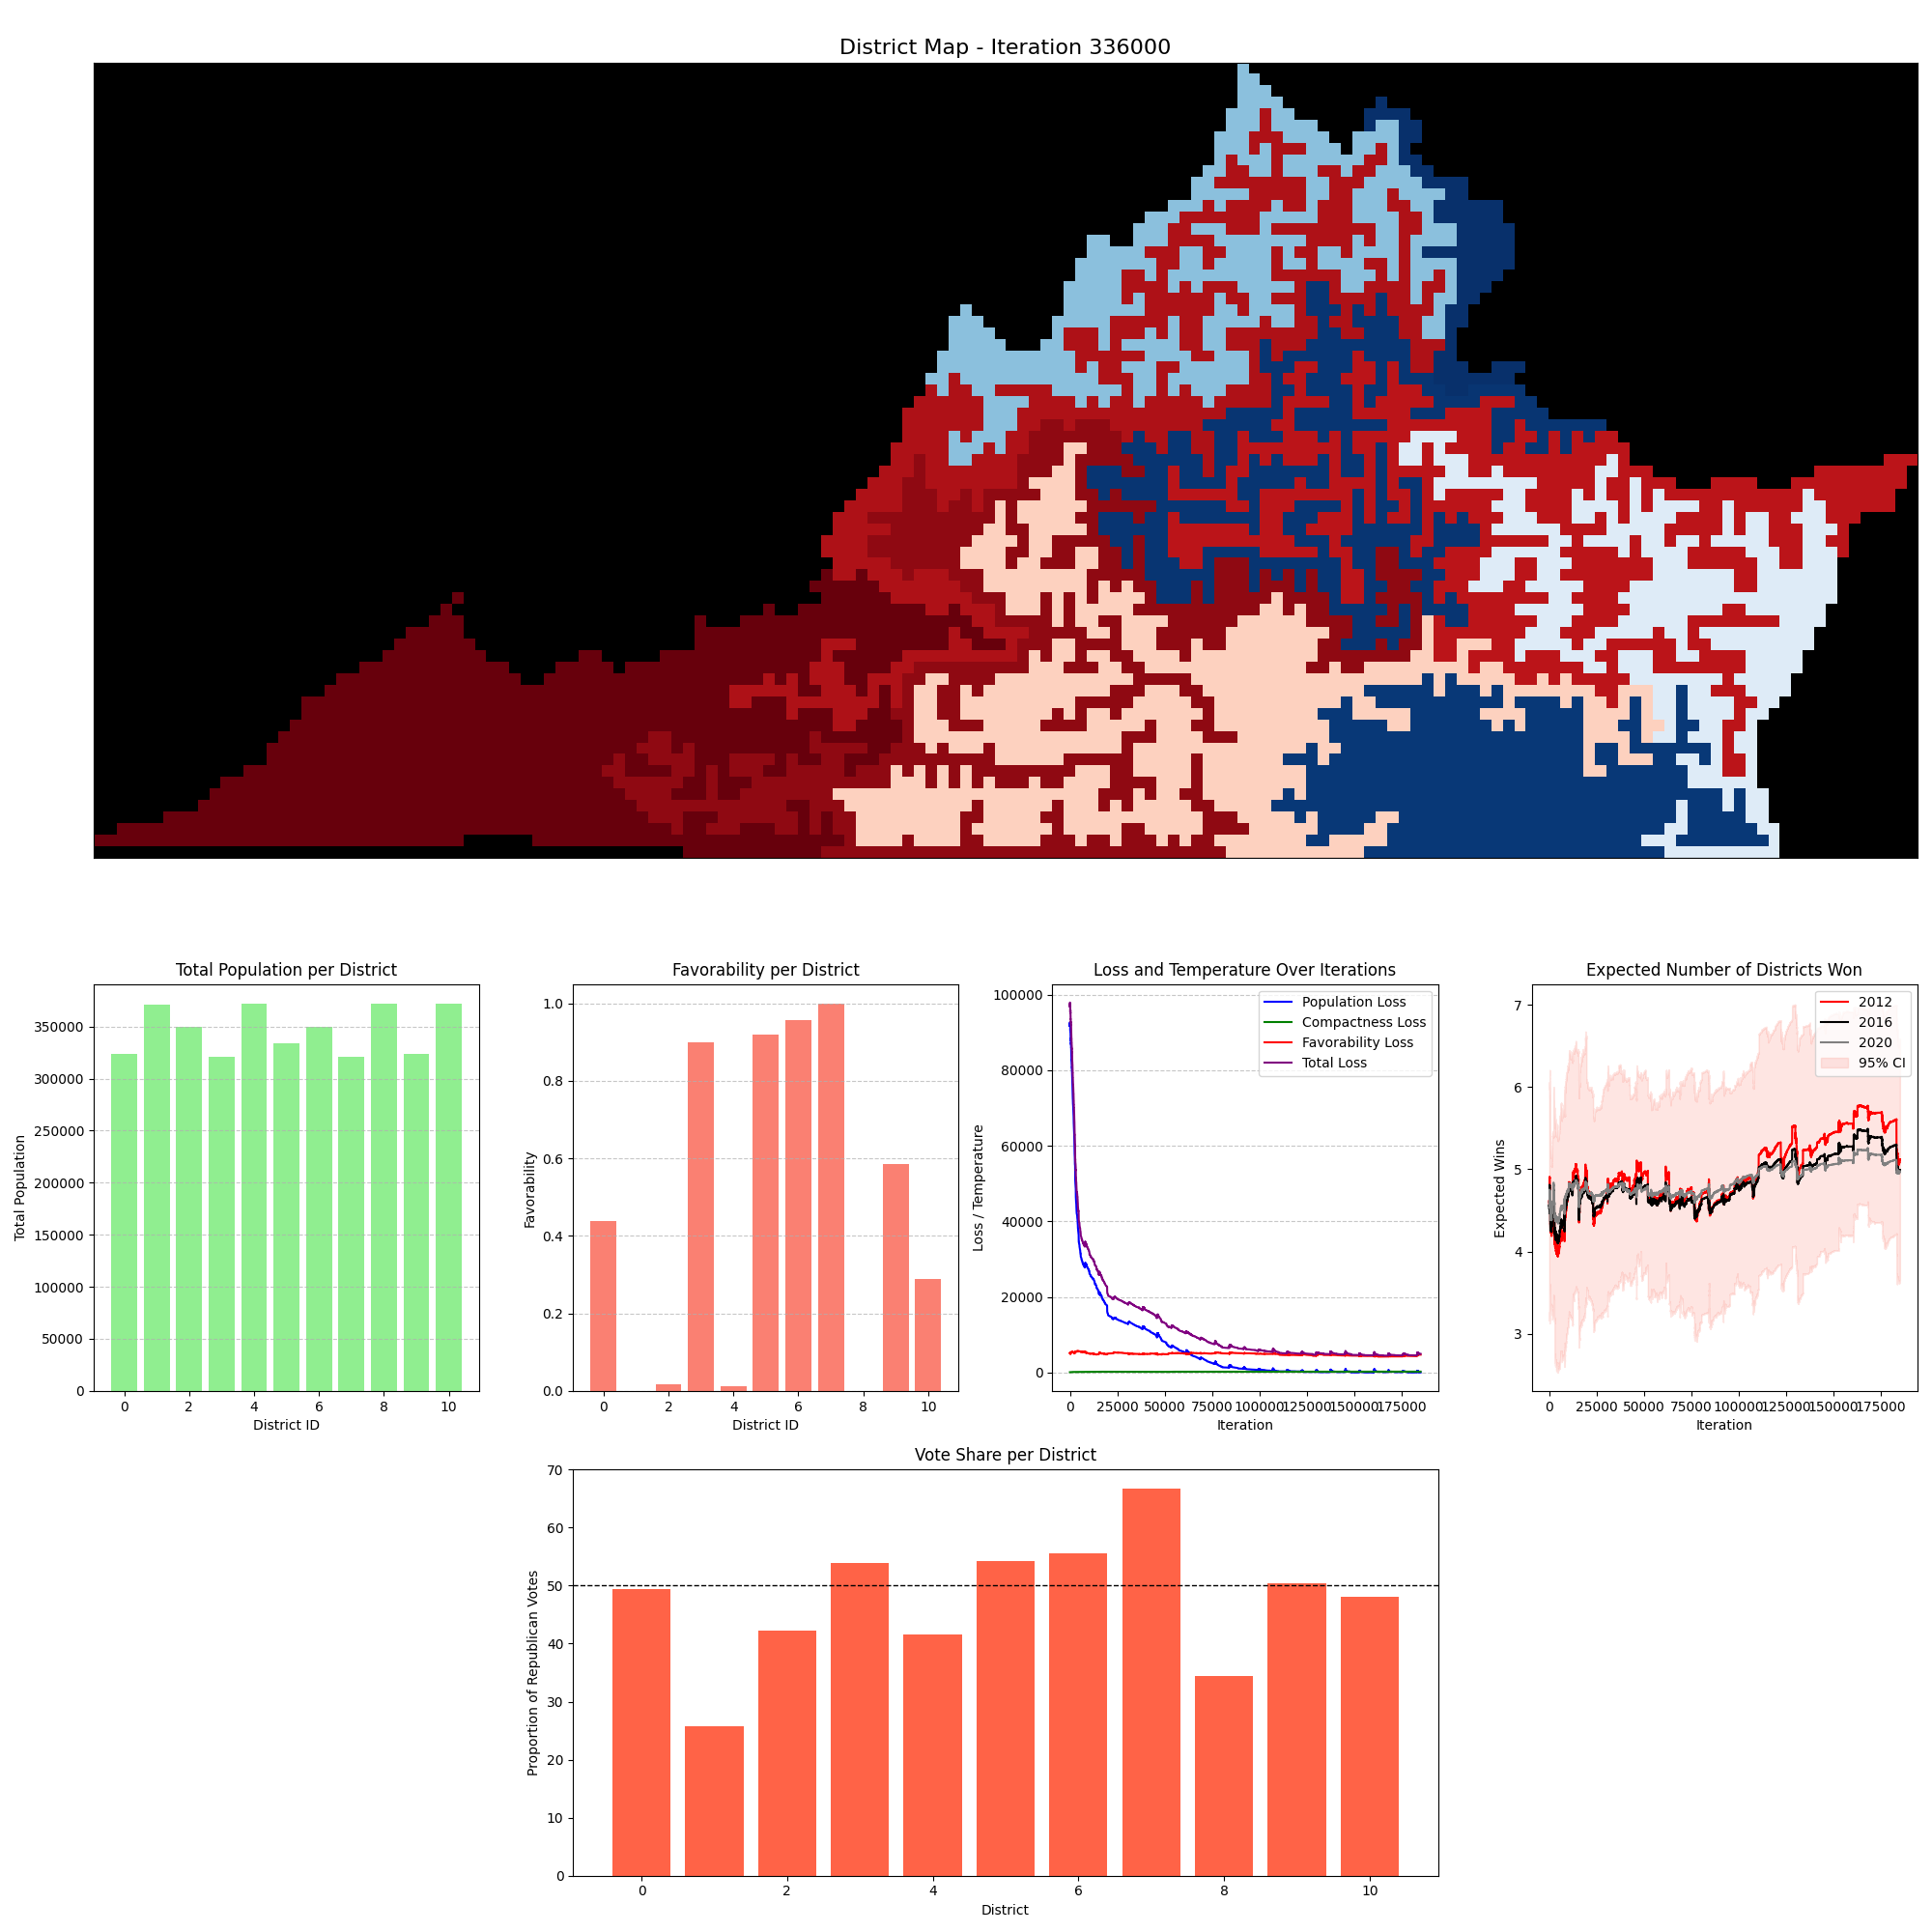 District Map - Iteration 336000
Total Population per District
Total Population
350000
300000
250000
200000
150000
100000
50000
0
0 2 4 6 8 10
District ID
Favorability per District
Favorability
1.0
0.8
0.6
0.4
0.2
0.0
0 2 4 6 8 10
District ID
Loss and Temperature Over Iterations
Loss / Temperature
100000
80000
60000
40000
20000
0
Population Loss
Compactness Loss
Favorability Loss
Total Loss
0 25000 50000 75000 100000 125000 150000 175000
Iteration
Expected Number of Districts Won
Expected Wins
7
6
5
4
3
2012
2016
2020
95% CI
0 25000 50000 75000 100000 125000 150000 175000
Iteration
Vote Share per District
Proportion of Republican Votes
70
60
50
40
30
20
10
0
0 2 4 6 8 10
District